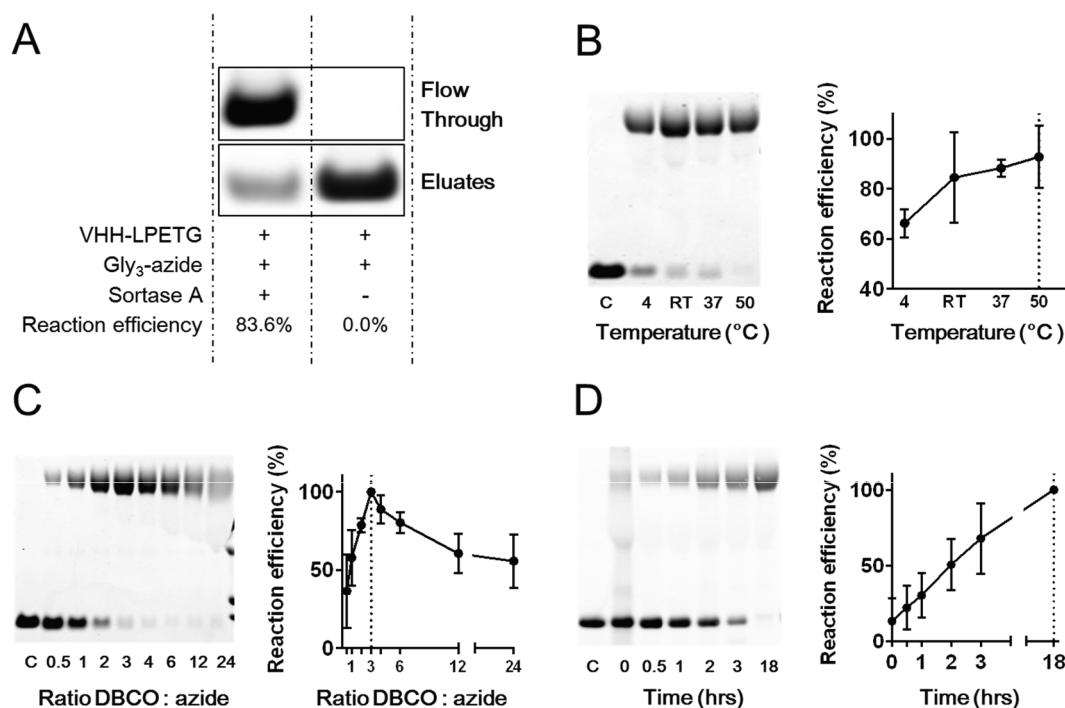 A
Flow
Through
Eluates
VHH-LPETG + +
Gly₃-azide + +
Sortase A + -
Reaction efficiency 83.6% 0.0%
B
C 4 RT 37 50
Temperature (°C)
Reaction efficiency (%)
100
80
60
40
4 RT 37 50
Temperature (°C)
C
C 0.5 1 2 3 4 6 12 24
Ratio DBCO : azide
Reaction efficiency (%)
100
50
0
1 3 6 12 24
Ratio DBCO : azide
D
C 0 0.5 1 2 3 18
Time (hrs)
Reaction efficiency (%)
100
50
0
0 1 2 3 18
Time (hrs)